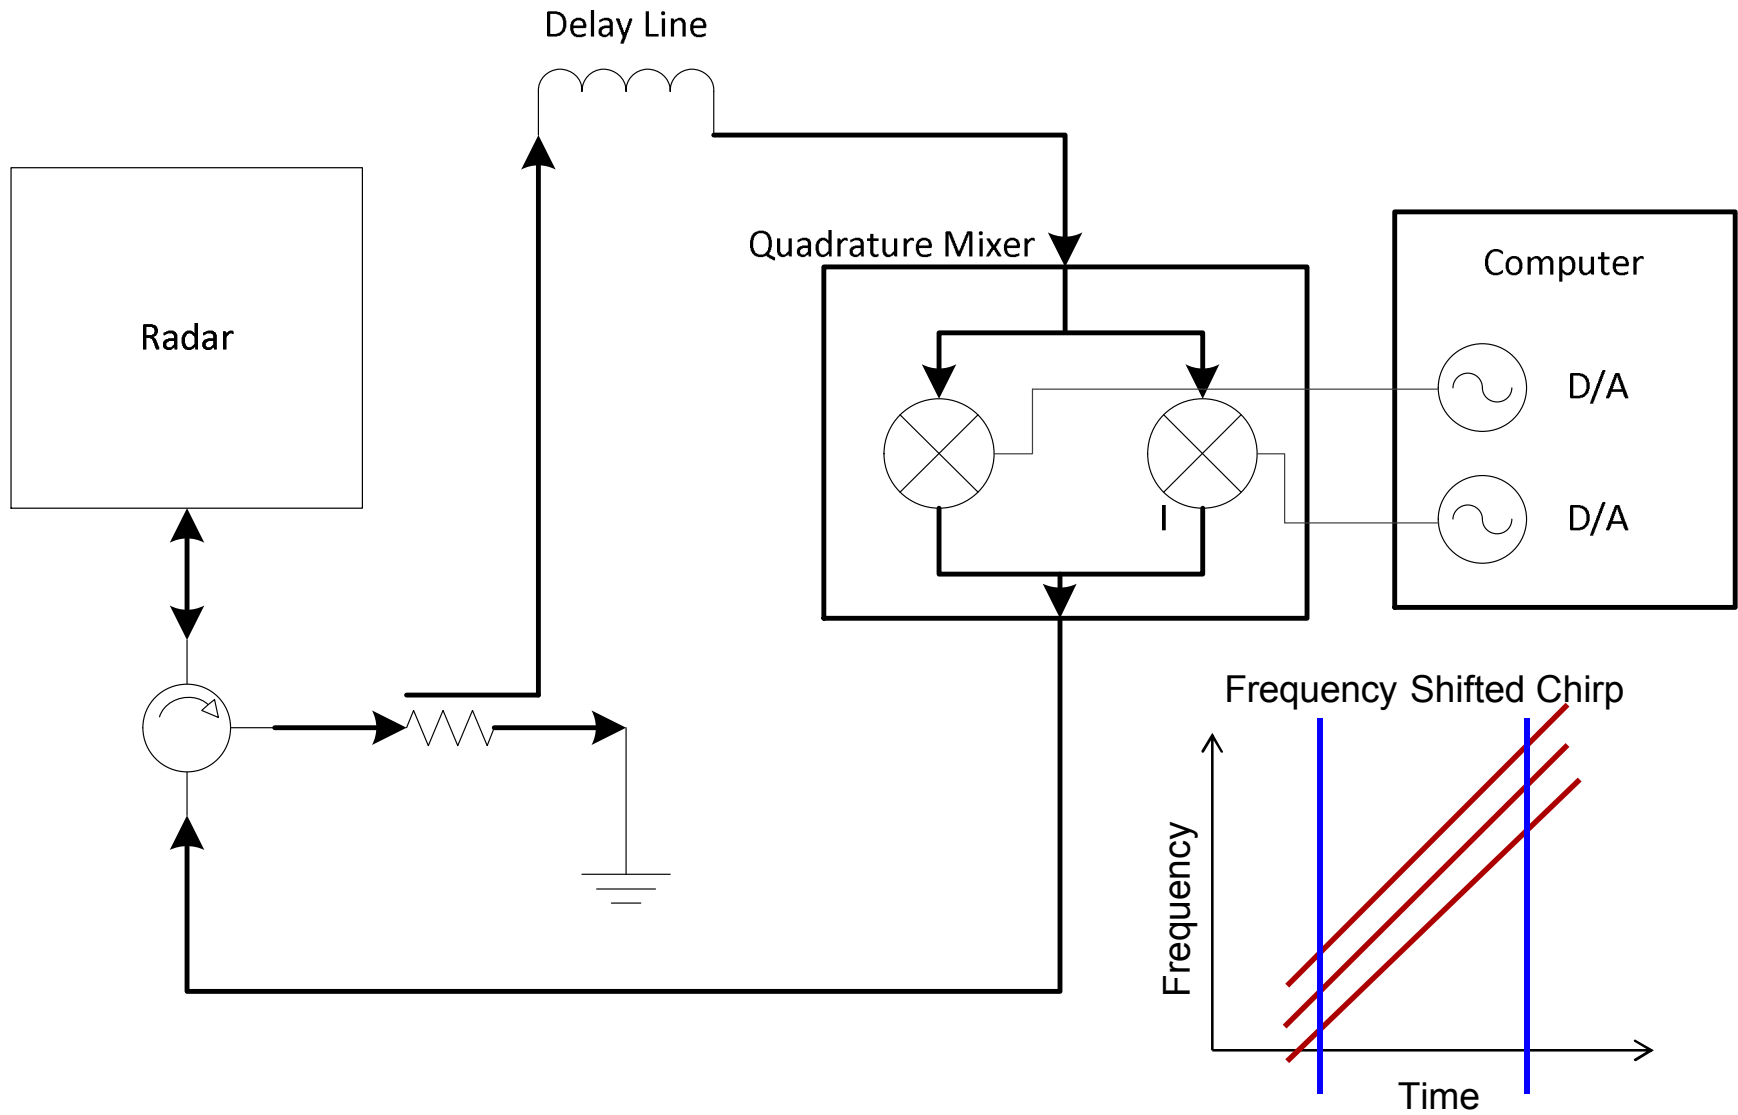 Delay Line
Radar
Quadrature Mixer
Computer
D/A
D/A
I
Frequency Shifted Chirp
Frequency
Time